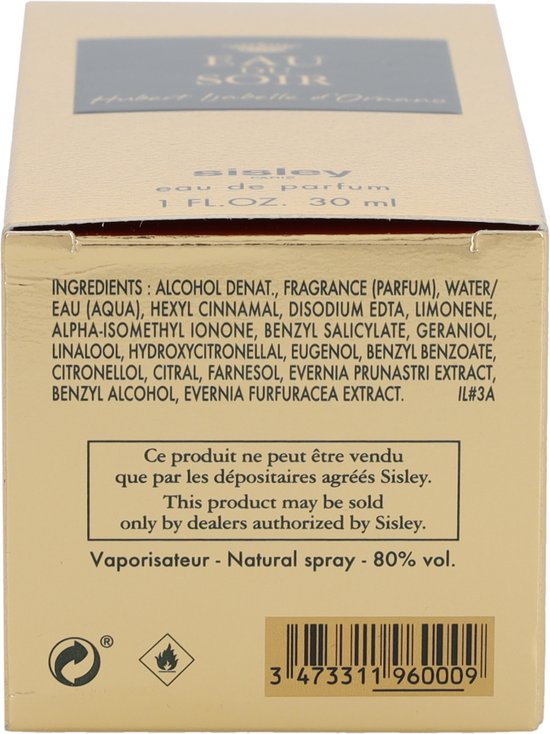 EAU
DU
SOIR
Hubert Isabelle d'Ornano
sisley
PARIS
eau de parfum
1 FL.OZ. 30 ml
INGREDIENTS : ALCOHOL DENAT., FRAGRANCE (PARFUM), WATER/
EAU (AQUA), HEXYL CINNAMAL, DISODIUM EDTA, LIMONENE,
ALPHA-ISOMETHYL IONONE, BENZYL SALICYLATE, GERANIOL,
LINALOOL, HYDROXYCITRONELLAL, EUGENOL, BENZYL BENZOATE,
CITRONELLOL, CITRAL, FARNESOL, EVERNIA PRUNASTRI EXTRACT,
BENZYL ALCOHOL, EVERNIA FURFURACEA EXTRACT. IL#3A
Ce produit ne peut être vendu
que par les dépositaires agréés Sisley.
This product may be sold
only by dealers authorized by Sisley.
Vaporisateur - Natural spray - 80% vol.
®
3 473311 960009